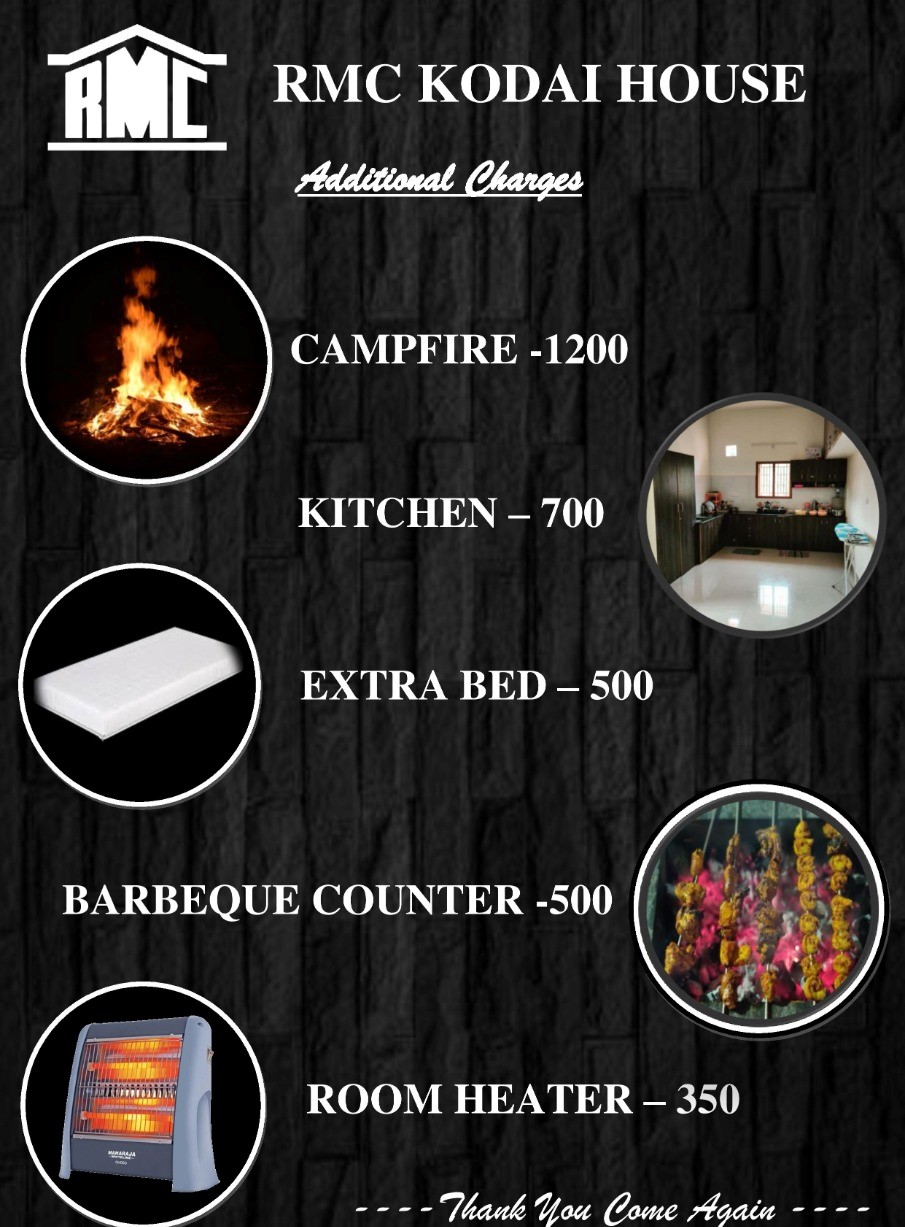 RMC
RMC KODAI HOUSE
Additional Charges
CAMPFIRE -1200
KITCHEN – 700
EXTRA BED – 500
BARBEQUE COUNTER -500
ROOM HEATER – 350
MAHARAJA
----Thank You Come Again ----